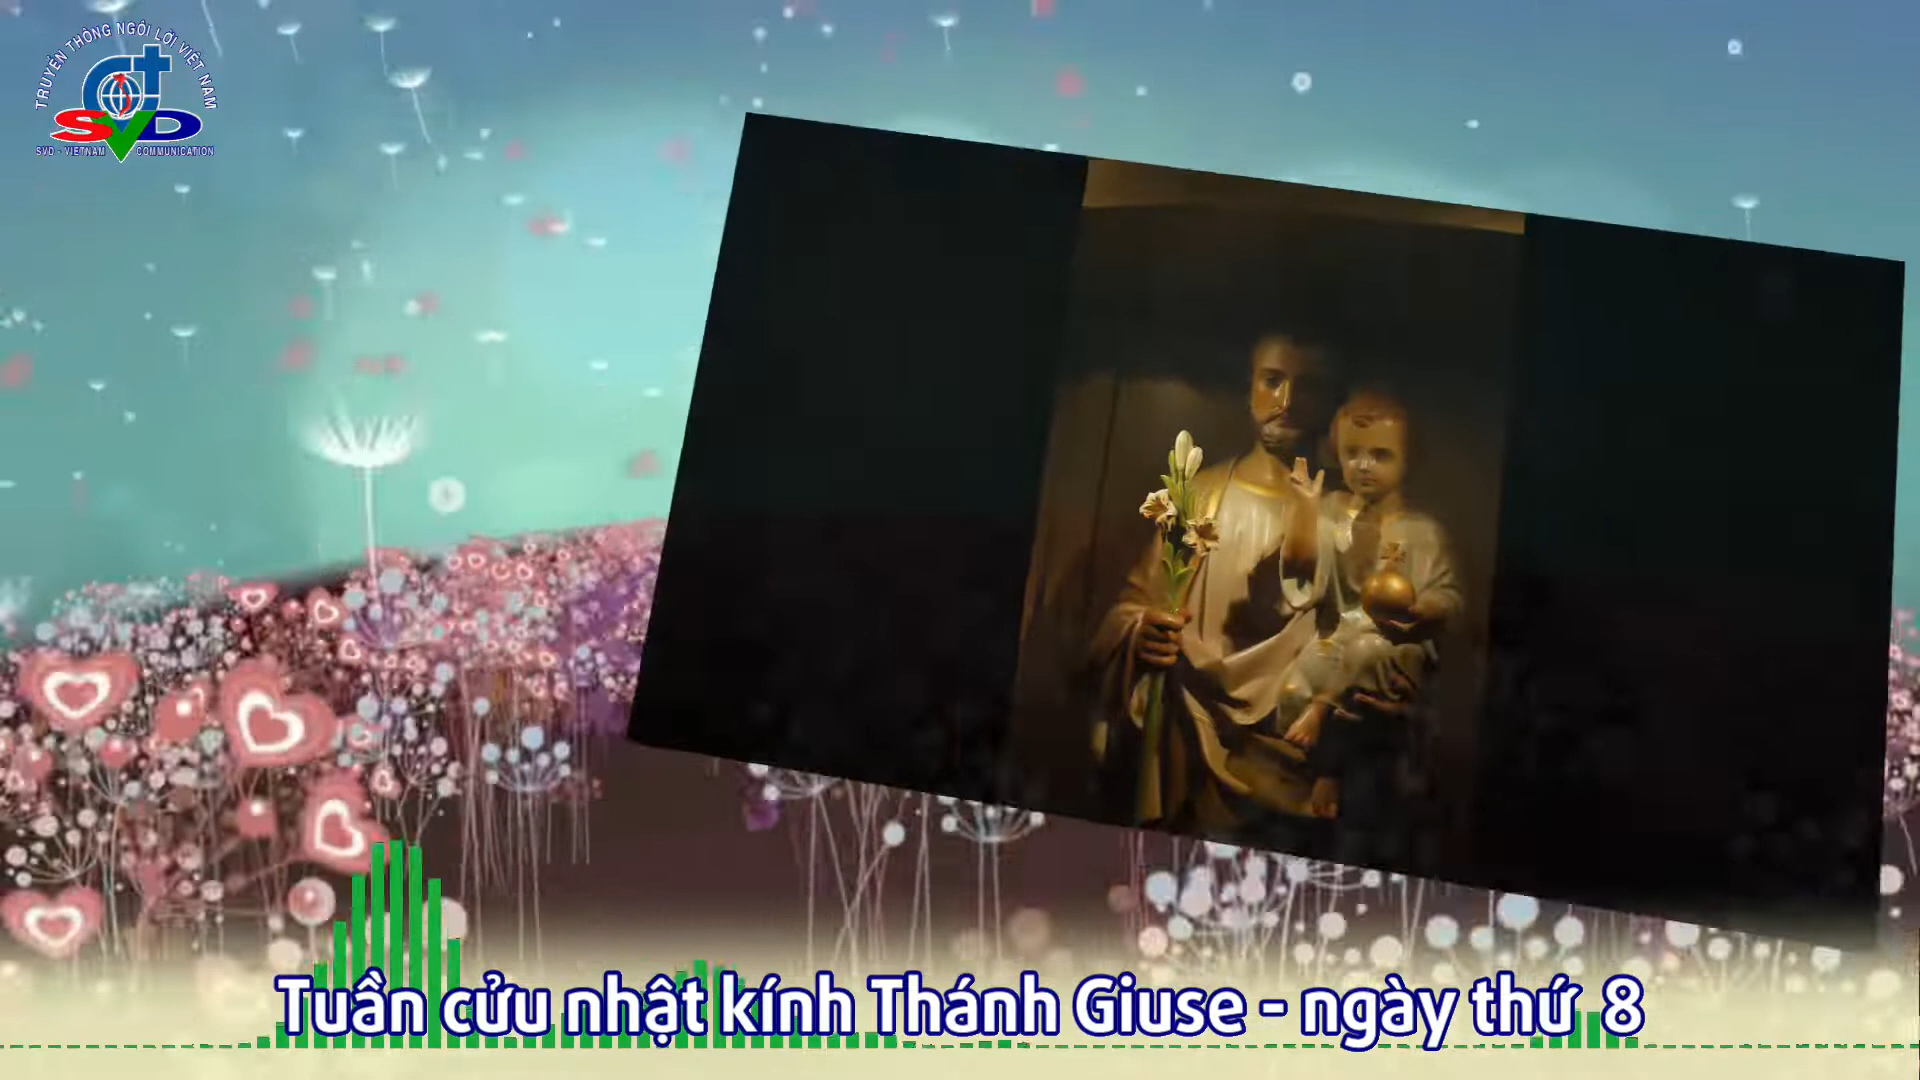 TRUYỀN THÔNG NGÔI LỜI VIỆT NAM
SVD
SVD - VIETNAM COMMUNICATION
Tuần cửu nhật kính Thánh Giuse - ngày thứ 8